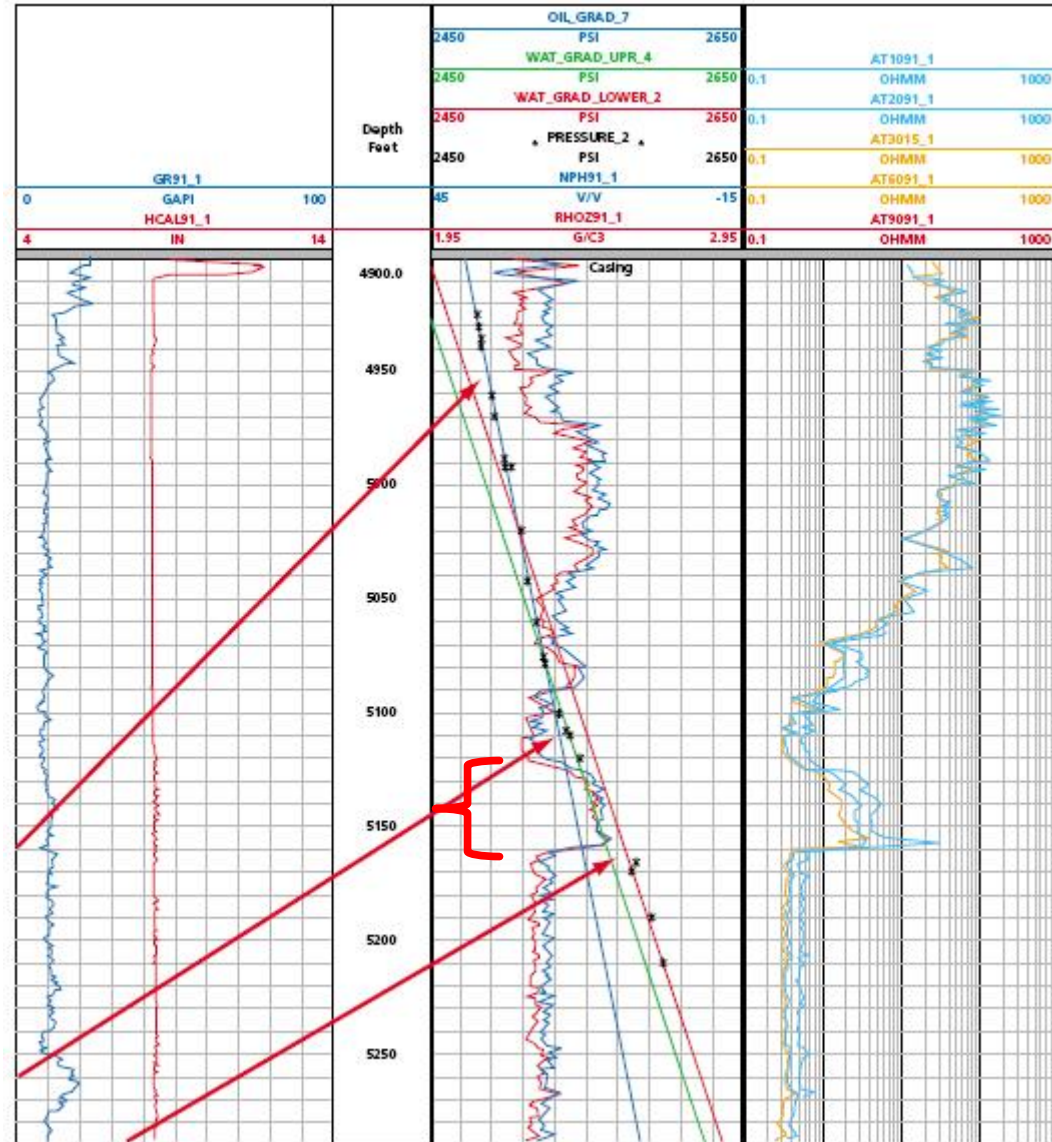 OIL_GRAD_7
2450 PSI 2650
WAT_GRAD_UPR_4
2450 PSI 2650
WAT_GRAD_LOWER_2
2450 PSI 2650
PRESSURE_2
2450 PSI 2650
NPH91_1
45 V/V -15
RHOZ91_1
1.95 G/C3 2.95
AT1091_1
0.1 OHMM 1000
AT2091_1
0.1 OHMM 1000
AT3015_1
0.1 OHMM 1000
AT6091_1
0.1 OHMM 1000
AT9091_1
0.1 OHMM 1000
Depth
Feet
GR91_1
0 GAPI 100
HCAL91_1
4 IN 14
Casing
4900.0
4950
5000
5050
5100
5150
5200
5250